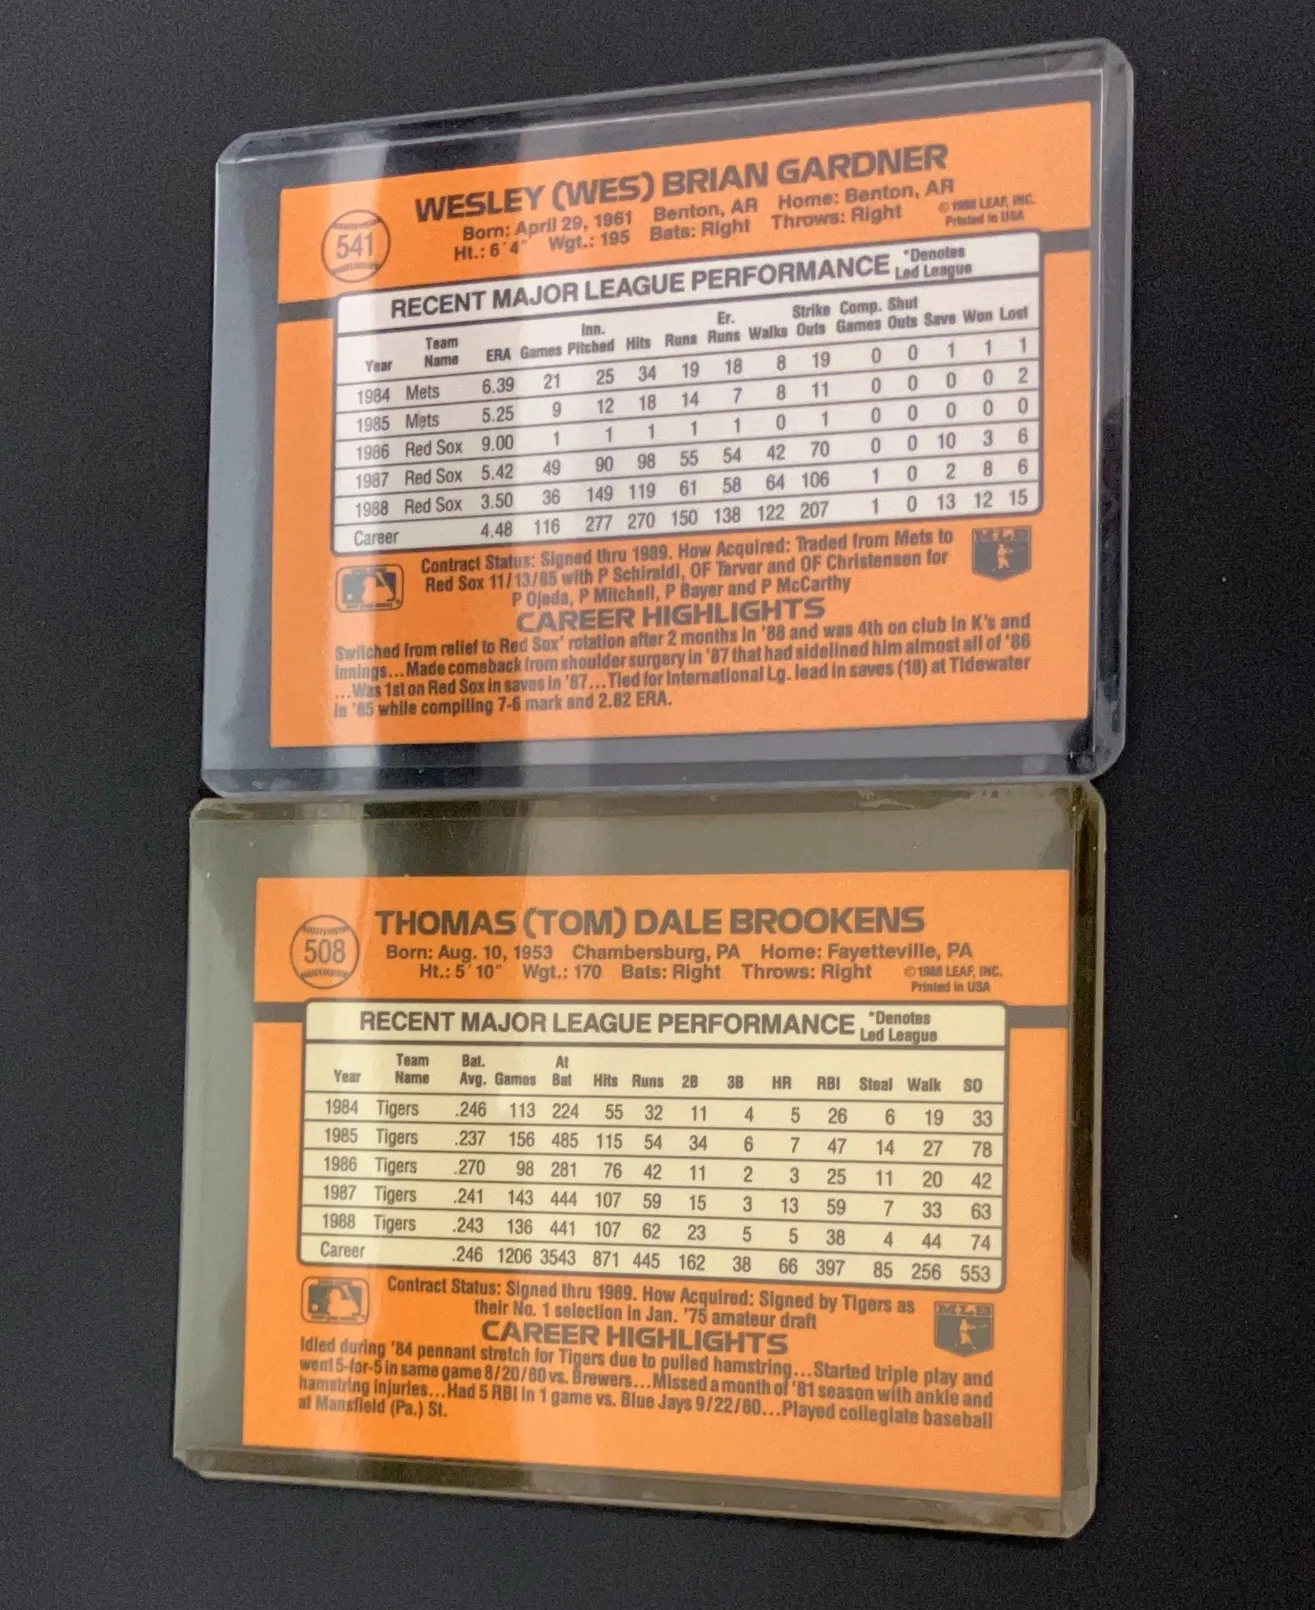 WESLEY (WES) BRIAN GARDNER
541
Born: April 29, 1961 Benton, AR Home: Benton, AR
Ht.: 6'4" Wgt.: 195 Bats: Right Throws: Right
©1988 LEAF, INC.
Printed in USA
RECENT MAJOR LEAGUE PERFORMANCE *Denotes Led League
Year Team Name ERA Games Inn. Pitched Hits Runs Er. Runs Walks Strike Outs Comp. Games Shut Outs Save Won Lost
1984 Mets 6.39 21 25 34 19 18 8 19 0 0 1 1 1
1985 Mets 5.25 9 12 18 14 7 8 11 0 0 0 0 2
1986 Red Sox 9.00 1 1 1 1 1 0 1 0 0 0 0 0
1987 Red Sox 5.42 49 90 98 55 54 42 70 0 0 10 3 6
1988 Red Sox 3.50 36 149 119 61 58 64 106 1 0 2 8 6
Career 4.48 116 277 270 150 138 122 207 1 0 13 12 15
Contract Status: Signed thru 1989. How Acquired: Traded from Mets to
Red Sox 11/13/85 with P Schiraldi, OF Tarver and OF Christensen for
P Ojeda, P Mitchell, P Bayer and P McCarthy
MLB
CAREER HIGHLIGHTS
Switched from relief to Red Sox' rotation after 2 months in '88 and was 4th on club in K's and
innings...Made comeback from shoulder surgery in '87 that had sidelined him almost all of '86
...Was 1st on Red Sox in saves in '87...Tied for International Lg. lead in saves (18) at Tidewater
in '85 while compiling 7-6 mark and 2.82 ERA.
THOMAS (TOM) DALE BROOKENS
508
Born: Aug. 10, 1953 Chambersburg, PA Home: Fayetteville, PA
Ht.: 5'10" Wgt.: 170 Bats: Right Throws: Right
©1988 LEAF, INC.
Printed in USA
RECENT MAJOR LEAGUE PERFORMANCE *Denotes Led League
Year Team Name Bat. Avg. Games At Bat Hits Runs 2B 3B HR RBI Steal Walk SO
1984 Tigers .246 113 224 55 32 11 4 5 26 6 19 33
1985 Tigers .237 156 485 115 54 34 6 7 47 14 27 78
1986 Tigers .270 98 281 76 42 11 2 3 25 11 20 42
1987 Tigers .241 143 444 107 59 15 3 13 59 7 33 63
1988 Tigers .243 136 441 107 62 23 5 5 38 4 44 74
Career .246 1206 3543 871 445 162 38 66 397 85 256 553
Contract Status: Signed thru 1989. How Acquired: Signed by Tigers as
their No. 1 selection in Jan. '75 amateur draft
MLB
CAREER HIGHLIGHTS
Idled during '84 pennant stretch for Tigers due to pulled hamstring...Started triple play and
went 5-for-5 in same game 8/20/80 vs. Brewers...Missed a month of '81 season with ankle and
hamstring injuries...Had 5 RBI in 1 game vs. Blue Jays 9/22/80...Played collegiate baseball
at Mansfield (Pa.) St.